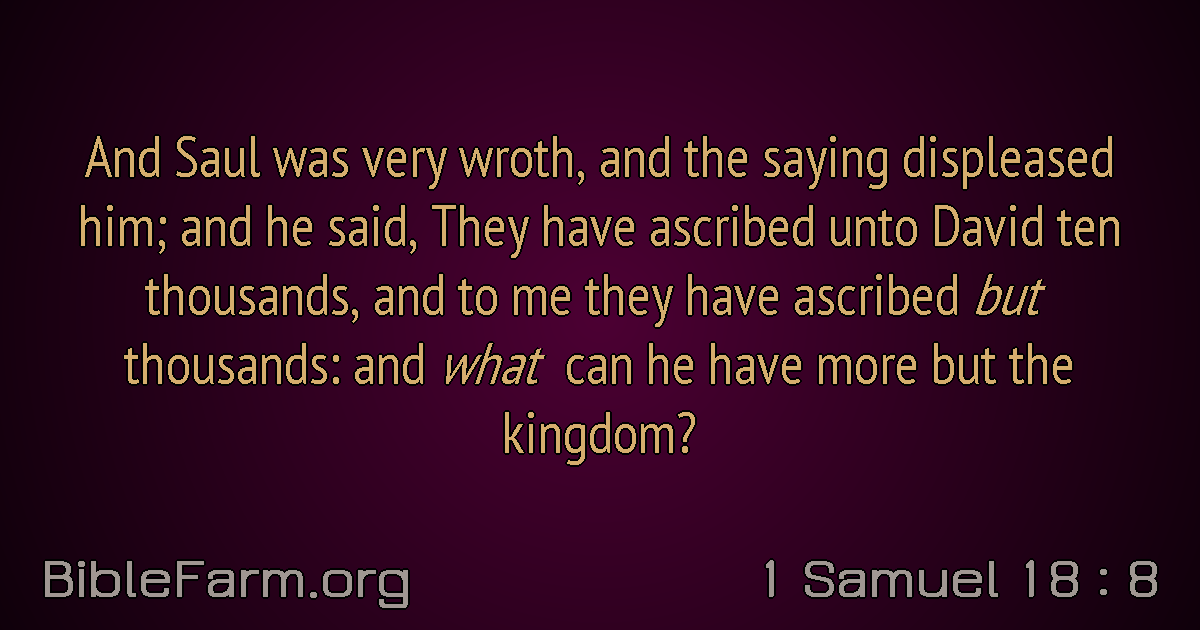 And Saul was very wroth, and the saying displeased
him; and he said, They have ascribed unto David ten
thousands, and to me they have ascribed but
thousands: and what can he have more but the
kingdom?
BibleFarm.org
1 Samuel 18 : 8